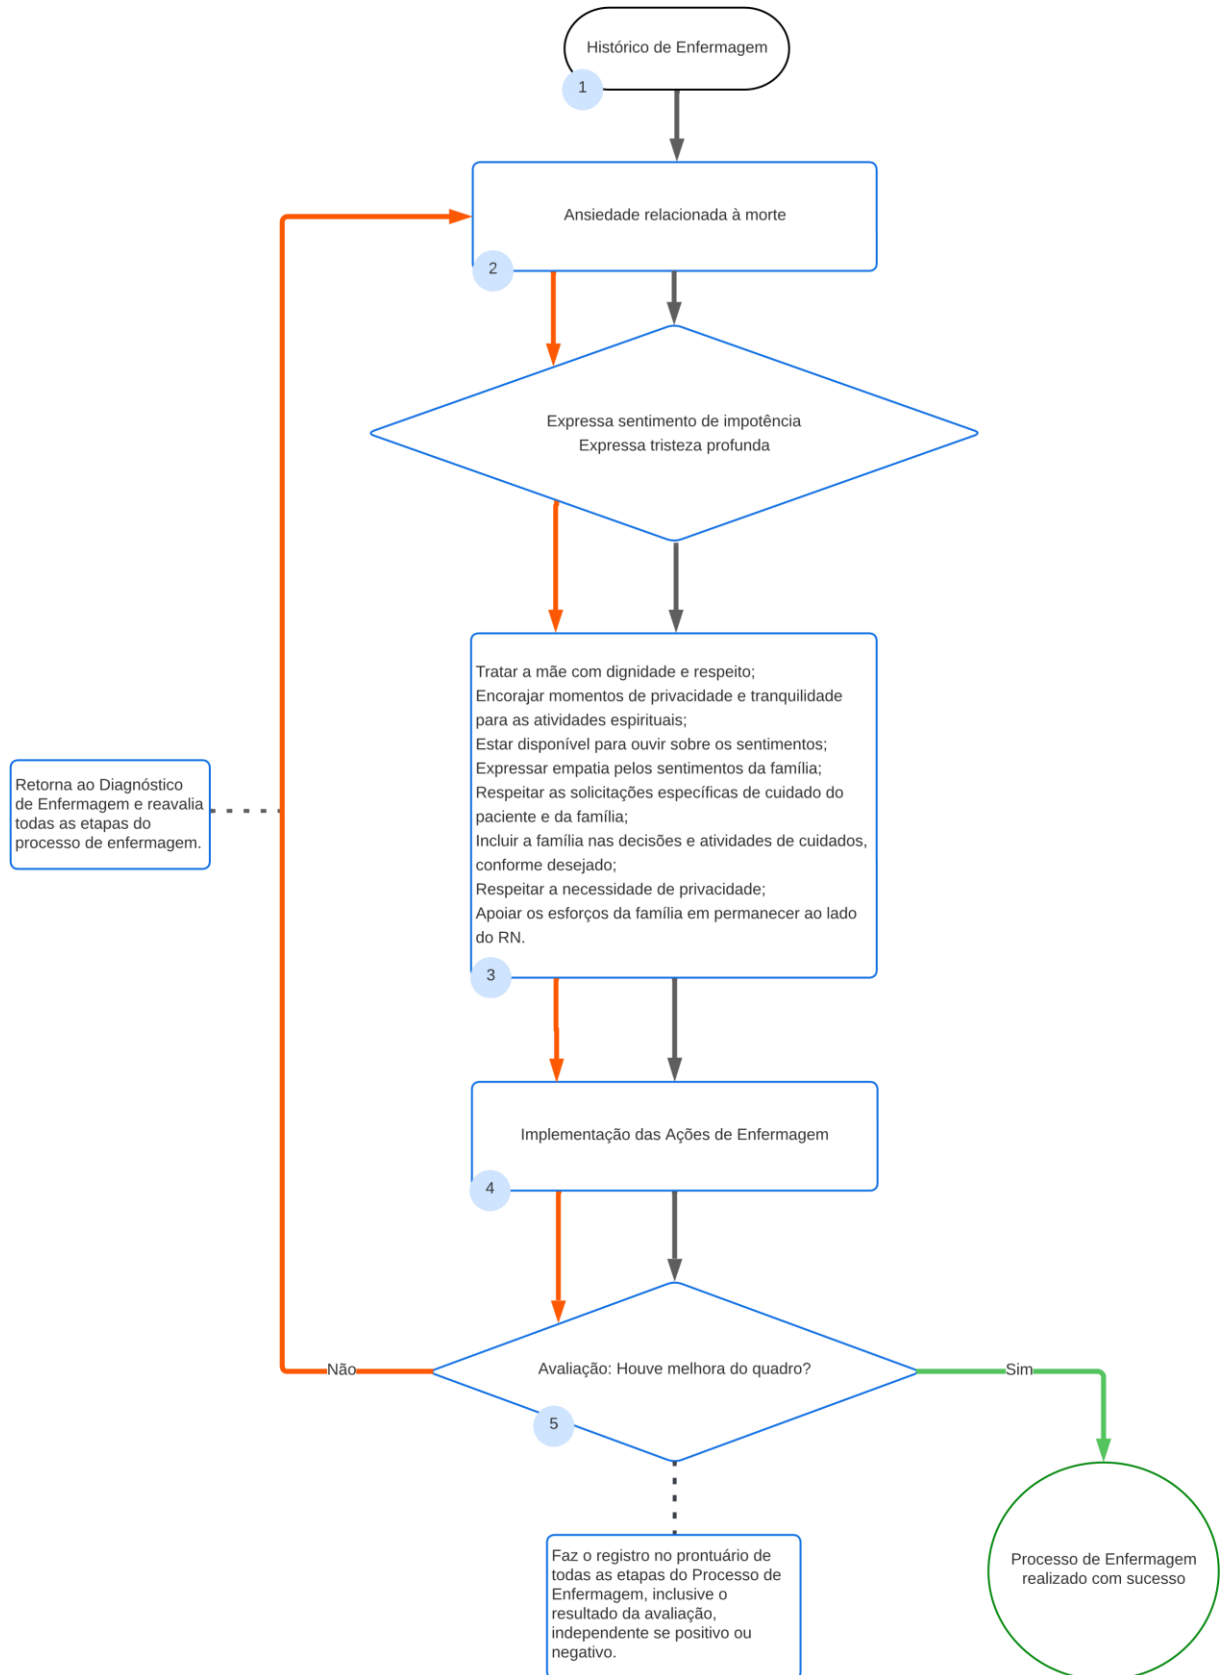 Histórico de Enfermagem
1
Ansiedade relacionada à morte
2
Expressa sentimento de impotência
Expressa tristeza profunda
Tratar a mãe com dignidade e respeito;
Encorajar momentos de privacidade e tranquilidade
para as atividades espirituais;
Estar disponível para ouvir sobre os sentimentos;
Expressar empatia pelos sentimentos da família;
Respeitar as solicitações específicas de cuidado do
paciente e da família;
Incluir a família nas decisões e atividades de cuidados,
conforme desejado;
Respeitar a necessidade de privacidade;
Apoiar os esforços da família em permanecer ao lado
do RN.
3
Retorna ao Diagnóstico
de Enfermagem e reavalia
todas as etapas do
processo de enfermagem.
Implementação das Ações de Enfermagem
4
Avaliação: Houve melhora do quadro?
5
Não
Sim
Processo de Enfermagem
realizado com sucesso
Faz o registro no prontuário de
todas as etapas do Processo de
Enfermagem, inclusive o
resultado da avaliação,
independente se positivo ou
negativo.